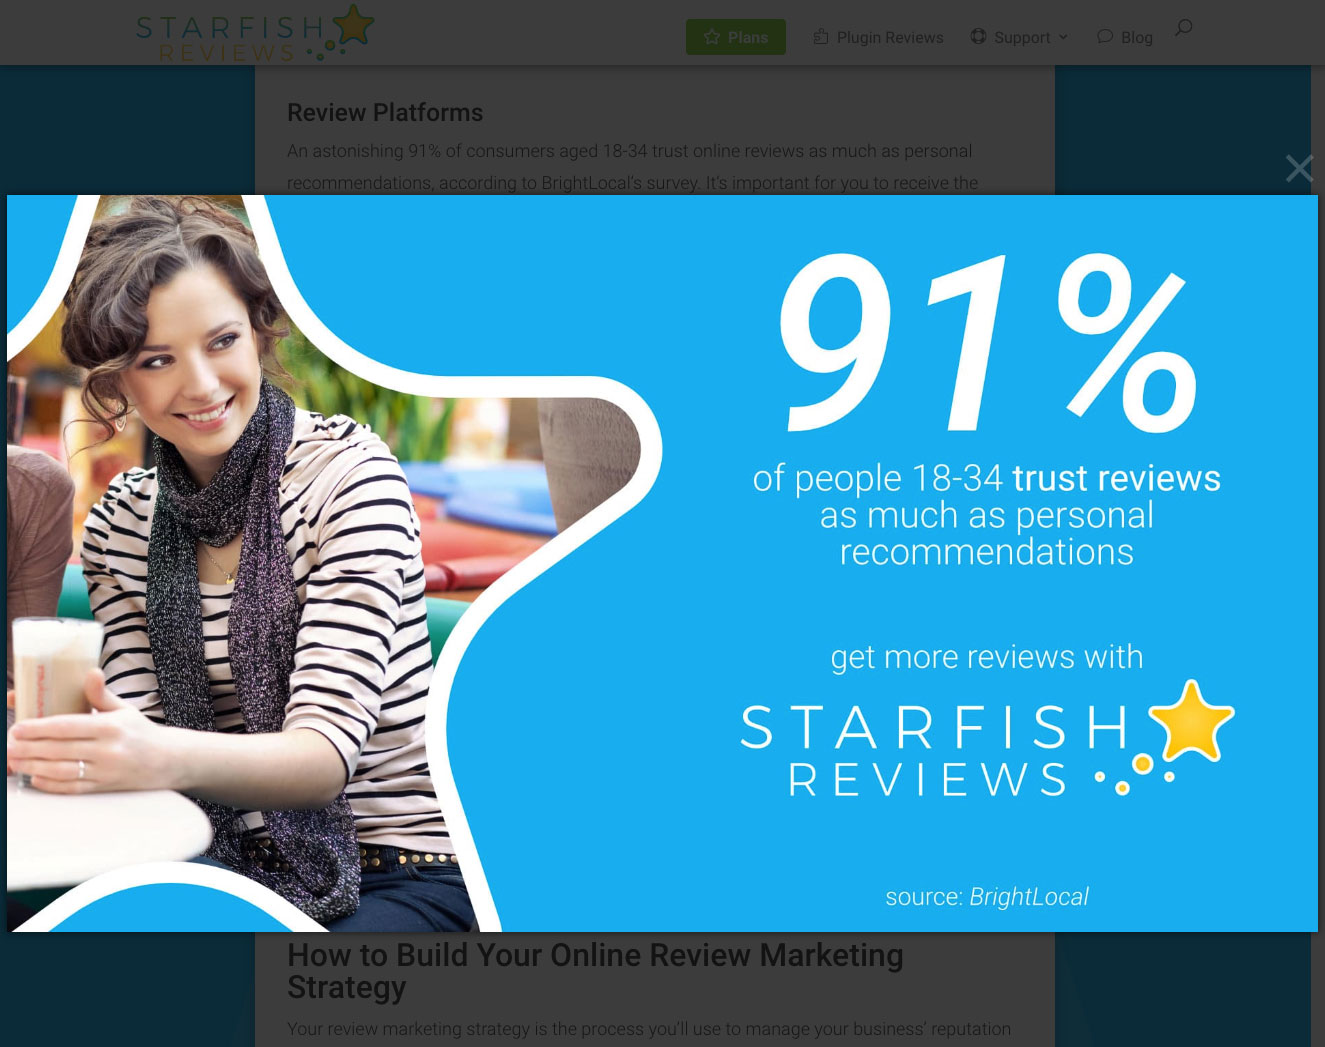 STARFISH
REVIEWS
Plans
Plugin Reviews
Support
Blog
Review Platforms
An astonishing 91% of consumers aged 18-34 trust online reviews as much as personal
recommendations, according to BrightLocal's survey. It's important for you to receive the
91%
of people 18-34 trust reviews
as much as personal
recommendations
get more reviews with
STARFISH
REVIEWS
source: BrightLocal
How to Build Your Online Review Marketing
Strategy
Your review marketing strategy is the process you'll use to manage your business' reputation